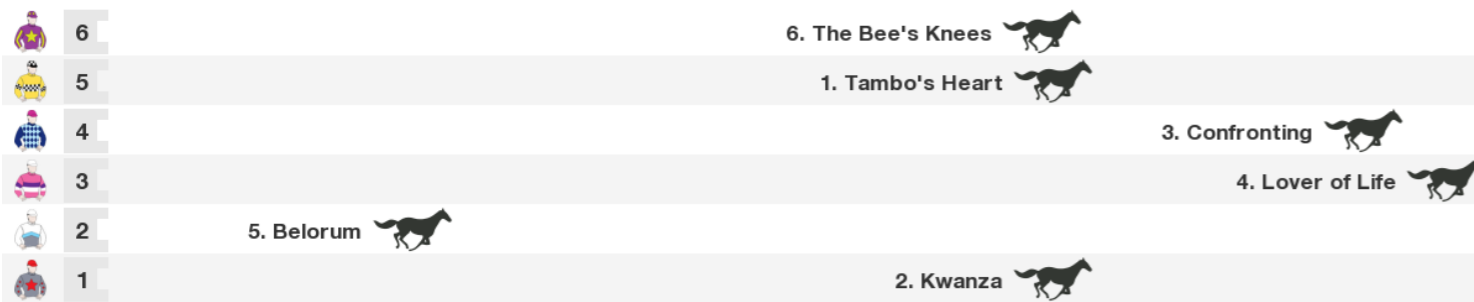 6 6. The Bee's Knees
5 1. Tambo's Heart
4 3. Confronting
3 4. Lover of Life
2 5. Belorum
1 2. Kwanza